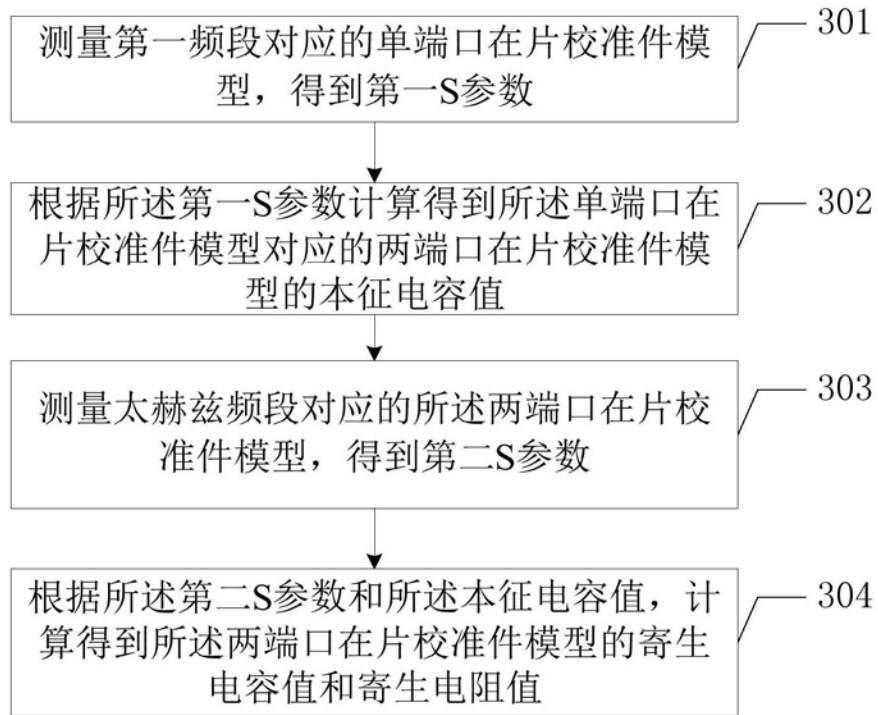 测量第一频段对应的单端口在片校准件模
型，得到第一S参数
301
根据所述第一S参数计算得到所述单端口在
片校准件模型对应的两端口在片校准件模
型的本征电容值
302
测量太赫兹频段对应的所述两端口在片校
准件模型，得到第二S参数
303
根据所述第二S参数和所述本征电容值，计
算得到所述两端口在片校准件模型的寄生
电容值和寄生电阻值
304